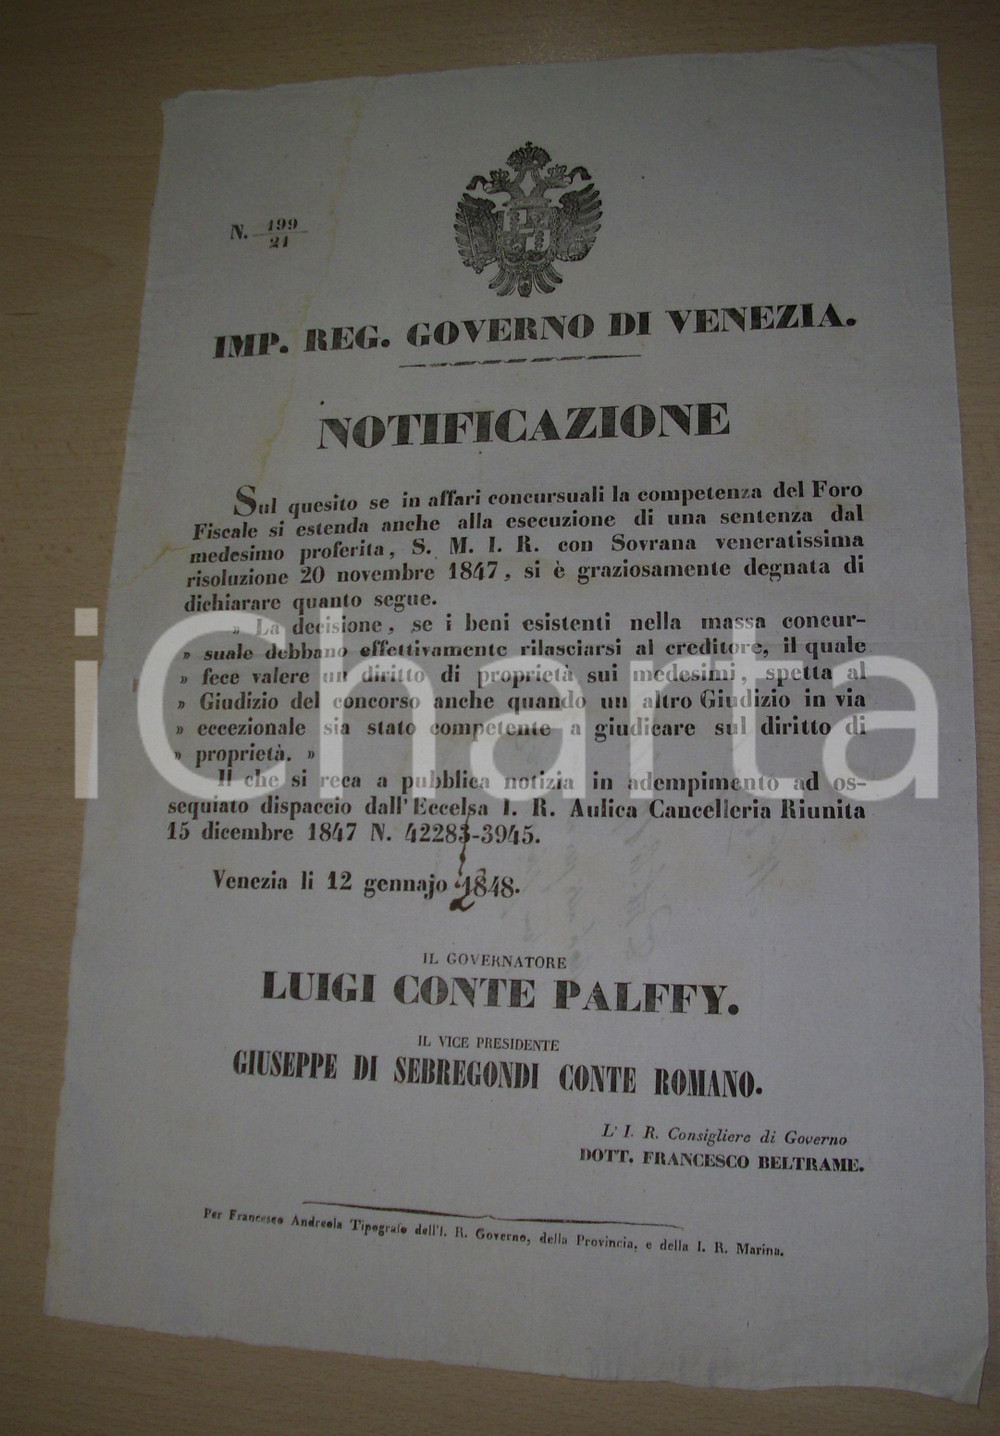 N. 199/21
IMP. REG. GOVERNO DI VENEZIA.
NOTIFICAZIONE
Sul quesito se in affari concursuali la competenza del Foro
Fiscale si estenda anche alla esecuzione di una sentenza dal
medesimo proferita, S. M. I. R. con Sovrana veneratissima
risoluzione 20 novembre 1847, si è graziosamente degnata di
dichiarare quanto segue.
» La decisione, se i beni esistenti nella massa concur-
» suale debbano effettivamente rilasciarsi al creditore, il quale
» fece valere un diritto di proprietà sui medesimi, spetta al
» Giudizio del concorso anche quando un altro Giudizio in via
» eccezionale sia stato competente a giudicare sul diritto di
» proprietà. »
Il che si reca a pubblica notizia in adempimento ad os-
sequiato dispaccio dall'Eccelsa I. R. Aulica Cancelleria Riunita
15 dicembre 1847 N. 42283-3945.
Venezia li 12 gennajo 1848.
IL GOVERNATORE
LUIGI CONTE PALFFY.
IL VICE PRESIDENTE
GIUSEPPE DI SEBREGONDI CONTE ROMANO.
L' I. R. Consigliere di Governo
DOTT. FRANCESCO BELTRAME.
Per Francesco Andreola Tipografo dell'I. R. Governo, della Provincia, e della I. R. Marina.
iCharta